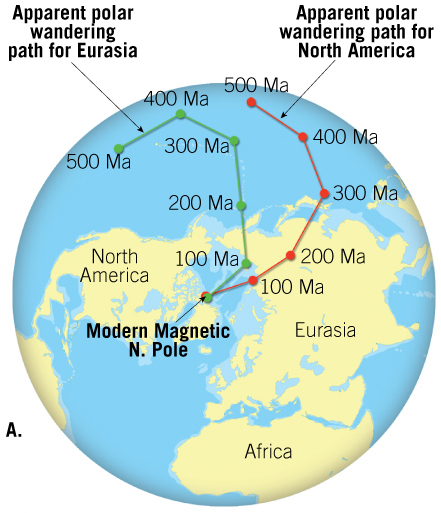 Apparent polar
wandering
path for Eurasia
Apparent polar
wandering path for
North America
500 Ma
400 Ma
400 Ma
300 Ma
500 Ma
300 Ma
200 Ma
North
America
100 Ma
200 Ma
100 Ma
Modern Magnetic
N. Pole
Eurasia
A.
Africa